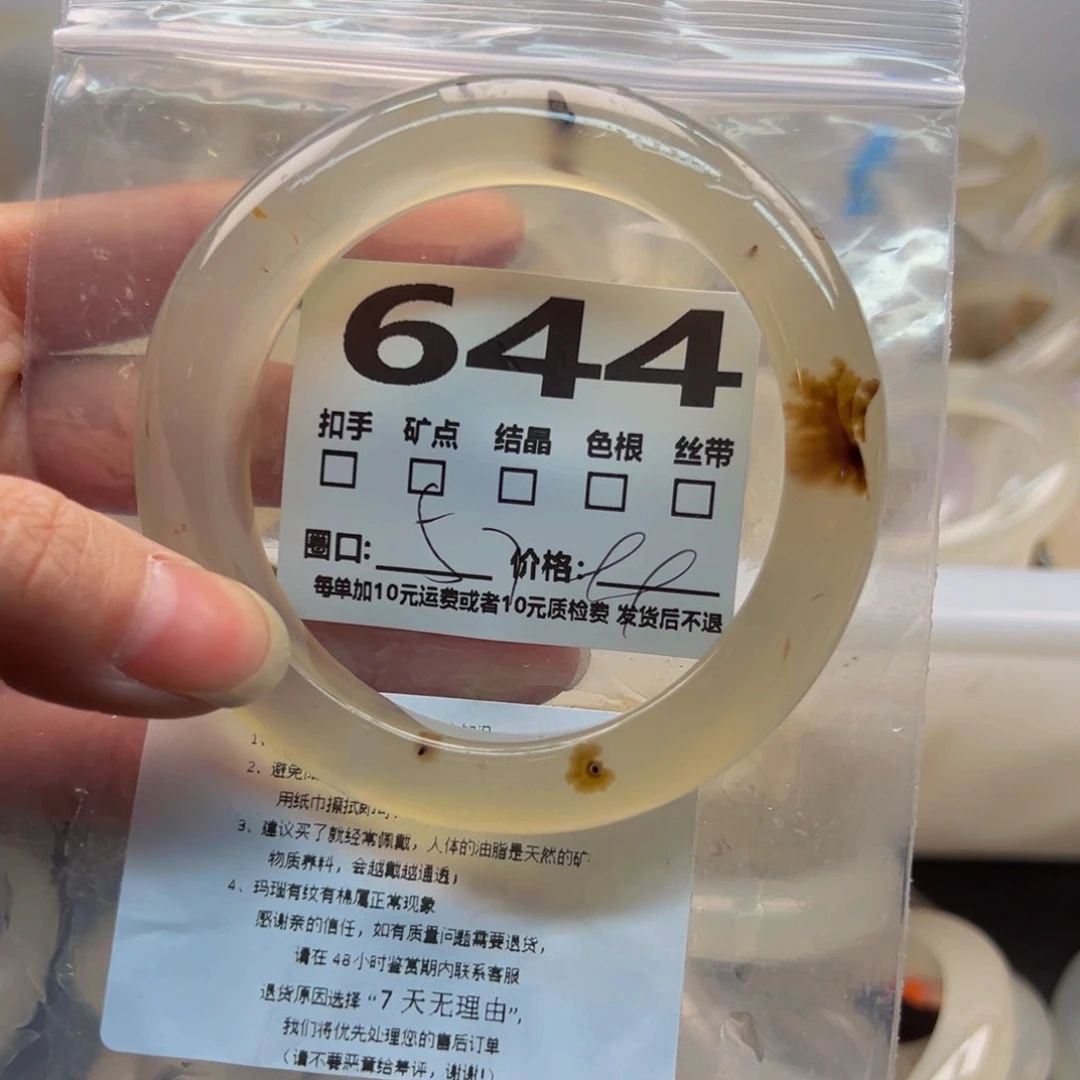 644
扣手 矿点 结晶 色根 丝带
圈口: 57 价格:
每单加10元运费或者10元质检费 发货后不退
1、
2、避免
用纸巾擦拭
3、建议买了就经常佩戴，人体的油脂是天然的矿
物质养料，会越戴越通透；
4、玛瑙有纹有棉属正常现象
感谢亲的信任，如有质量问题需要退货，
请在 48小时鉴赏期内联系客服
退货原因选择“7 天无理由”，
我们将优先处理您的售后订单
（请不要恶意给差评，谢谢！）